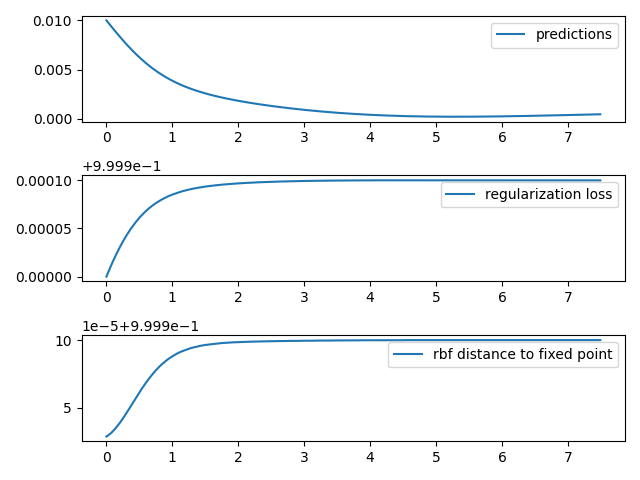 0.010
0.005
0.000
predictions
0 1 2 3 4 5 6 7
+9.999e−1
0.00010
0.00005
0.00000
regularization loss
0 1 2 3 4 5 6 7
1e−5+9.999e−1
10
5
rbf distance to fixed point
0 1 2 3 4 5 6 7